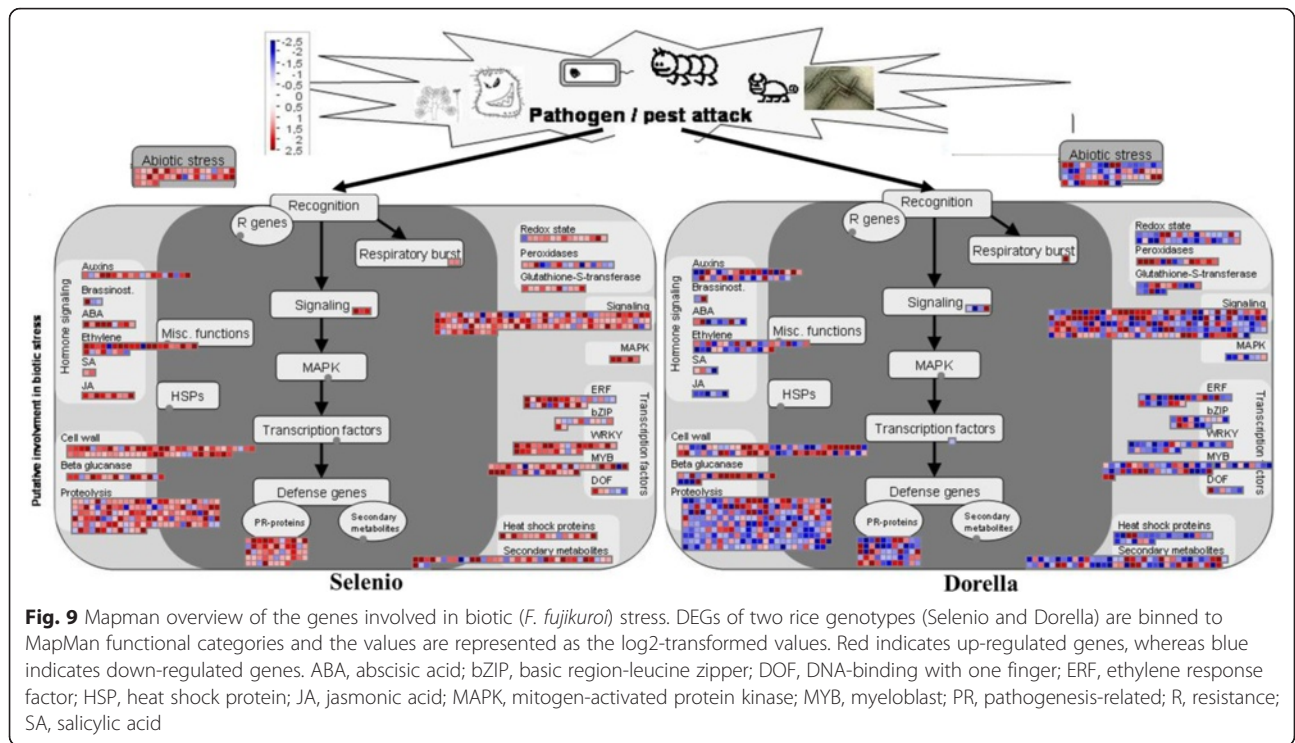 -2.5
-2
-1.5
-1
-0.5
0
0.5
1
1.5
2
2.5
Pathogen / pest attack
Abiotic stress
Abiotic stress
Putative involvment in biotic stress
Recognition
R genes
Respiratory burst
Signaling
Misc. functions
MAPK
HSPs
Transcription factors
Defense genes
PR-proteins
Secondary
metabolites
Hormone signaling
Auxins
Brassinost.
ABA
Ethylene
SA
JA
Cell wall
Beta glucanase
Proteolysis
Redox state
Peroxidases
Glutathione-S-transferase
Signaling
MAPK
ERF
bZIP
WRKY
MYB
DOF
Transcription factors
Heat shock proteins
Secondary metabolites
Selenio
Recognition
R genes
Respiratory burst
Signaling
Misc. functions
MAPK
HSPs
Transcription factors
Defense genes
PR-proteins
Secondary
metabolites
Hormone signaling
Auxins
Brassinost.
ABA
Ethylene
SA
JA
Cell wall
Beta glucanase
Proteolysis
Redox state
Peroxidases
Glutathione-S-transferase
Signaling
MAPK
ERF
bZIP
WRKY
MYB
DOF
Transcription factors
Heat shock proteins
Secondary metabolites
Dorella
Fig. 9 Mapman overview of the genes involved in biotic (F. fujikuroi) stress. DEGs of two rice genotypes (Selenio and Dorella) are binned to
MapMan functional categories and the values are represented as the log2-transformed values. Red indicates up-regulated genes, whereas blue
indicates down-regulated genes. ABA, abscisic acid; bZIP, basic region-leucine zipper; DOF, DNA-binding with one finger; ERF, ethylene response
factor; HSP, heat shock protein; JA, jasmonic acid; MAPK, mitogen-activated protein kinase; MYB, myeloblast; PR, pathogenesis-related; R, resistance;
SA, salicylic acid